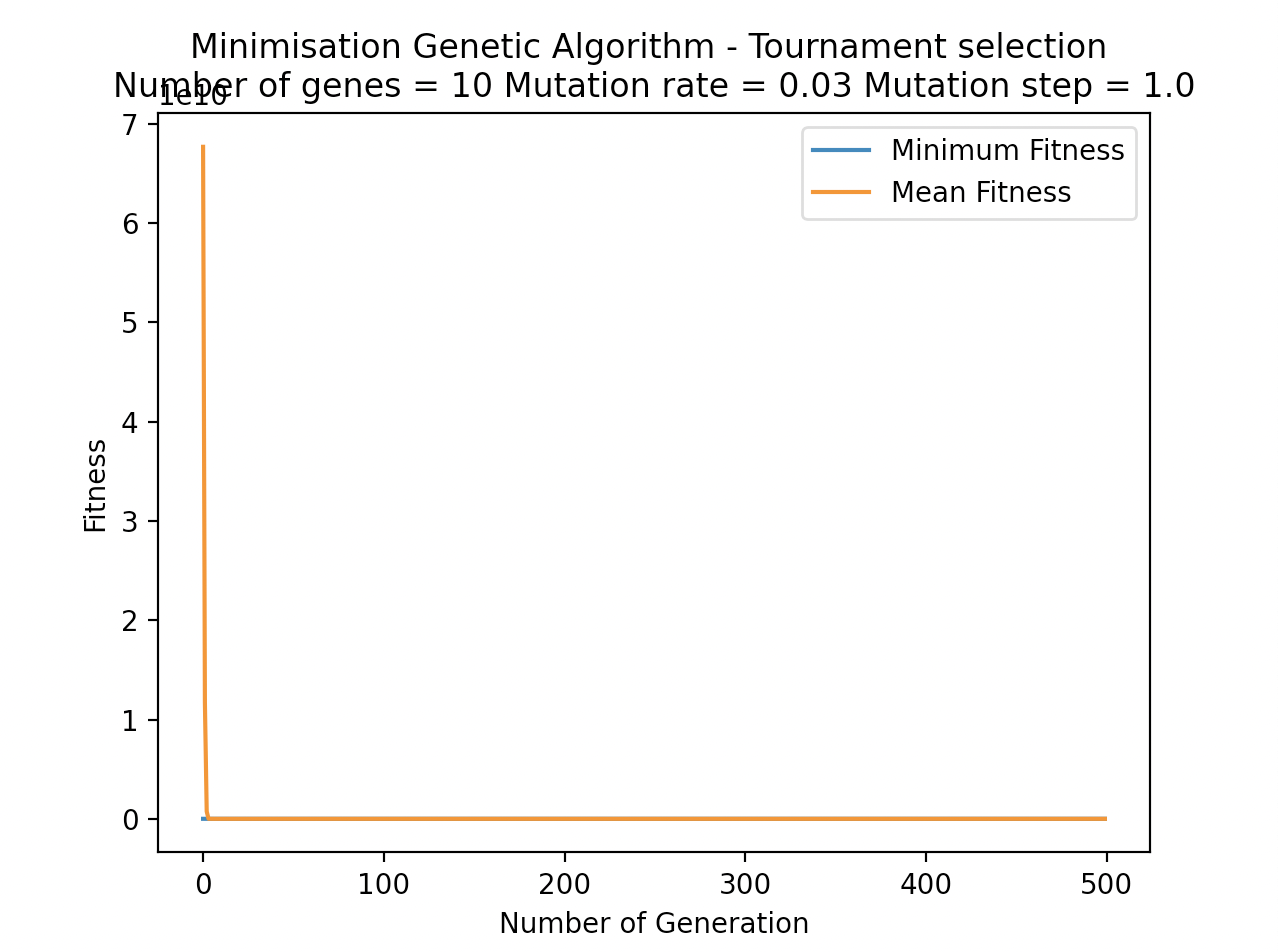 Minimisation Genetic Algorithm - Tournament selection
Number of genes = 10 Mutation rate = 0.03 Mutation step = 1.0
1e10
7
6
5
4
3
2
1
0
Fitness
Minimum Fitness
Mean Fitness
0 100 200 300 400 500
Number of Generation